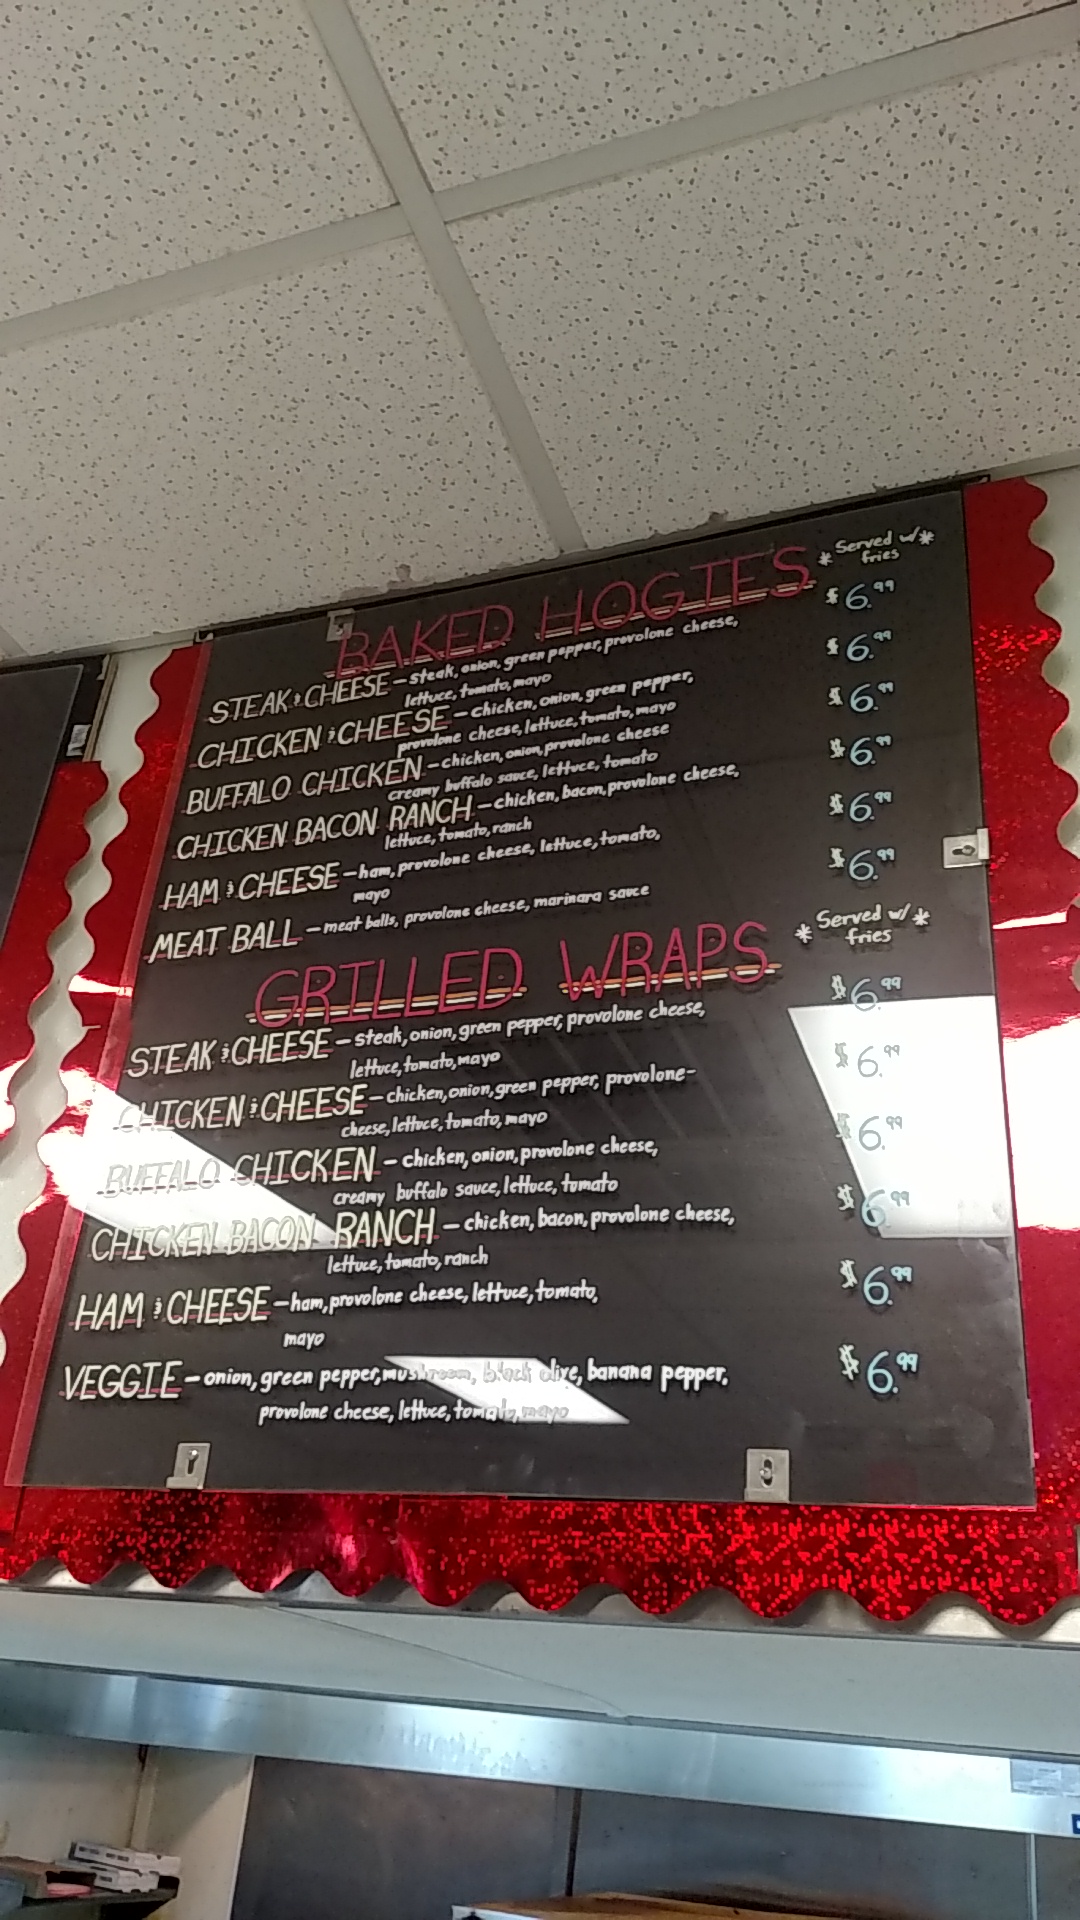 BAKED HOGIES
* Served w/ *
fries
STEAK & CHEESE - steak, onion, green pepper, provolone cheese, $6.99
lettuce, tomato, mayo
CHICKEN & CHEESE - chicken, onion, green pepper, $6.99
provolone cheese, lettuce, tomato, mayo
BUFFALO CHICKEN - chicken, onion, provolone cheese $6.99
creamy buffalo sauce, lettuce, tomato
CHICKEN BACON RANCH - chicken, bacon, provolone cheese, $6.99
lettuce, tomato, ranch
HAM & CHEESE - ham, provolone cheese, lettuce, tomato, $6.99
mayo
MEAT BALL - meat balls, provolone cheese, marinara sauce $6.99
GRILLED WRAPS
* Served w/ *
fries
STEAK & CHEESE - steak, onion, green pepper, provolone cheese, $6.99
lettuce, tomato, mayo
CHICKEN & CHEESE - chicken, onion, green pepper, provolone- $6.99
cheese, lettuce, tomato, mayo
BUFFALO CHICKEN - chicken, onion, provolone cheese, $6.99
creamy buffalo sauce, lettuce, tomato
CHICKEN BACON RANCH - chicken, bacon, provolone cheese, $6.99
lettuce, tomato, ranch
HAM & CHEESE - ham, provolone cheese, lettuce, tomato, $6.99
mayo
VEGGIE - onion, green pepper, mushroom, black olive, banana pepper, $6.99
provolone cheese, lettuce, tomato, mayo